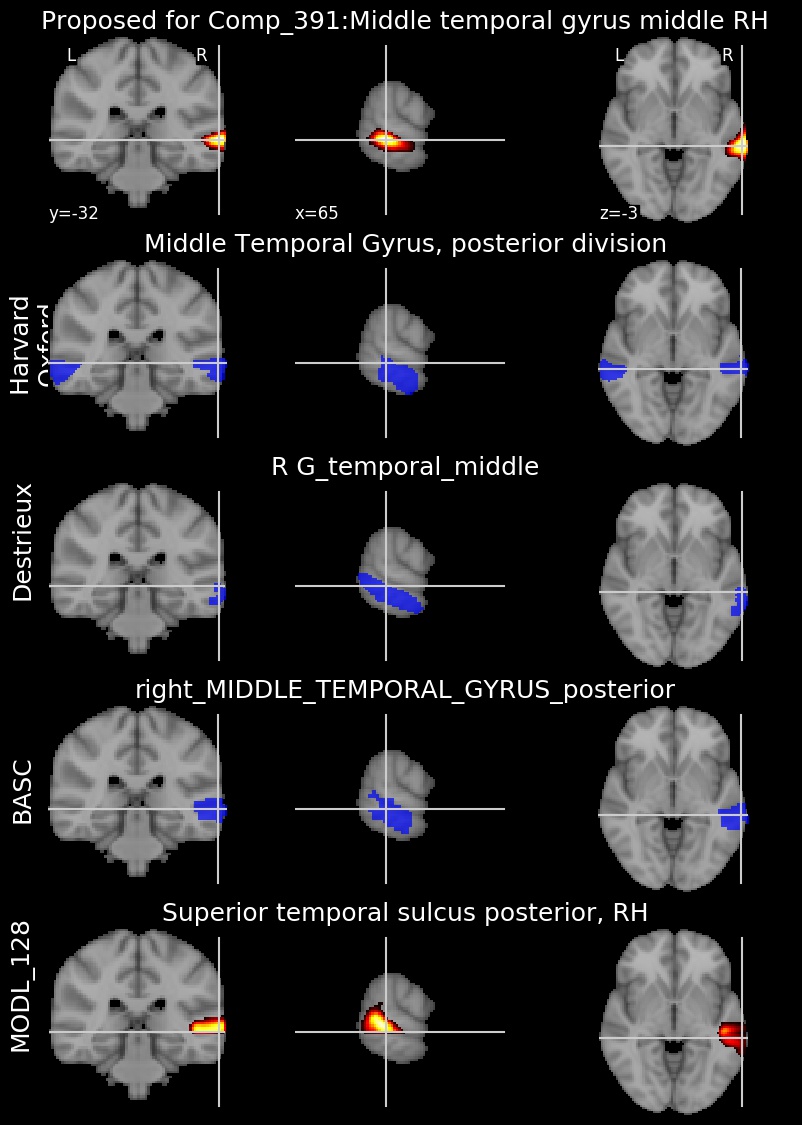 Proposed for Comp_391:Middle temporal gyrus middle RH
L R L R
y=-32 x=65 z=-3
Middle Temporal Gyrus, posterior division
Harvard
Oxford
R G_temporal_middle
Destrieux
right_MIDDLE_TEMPORAL_GYRUS_posterior
BASC
Superior temporal sulcus posterior, RH
MODL_128